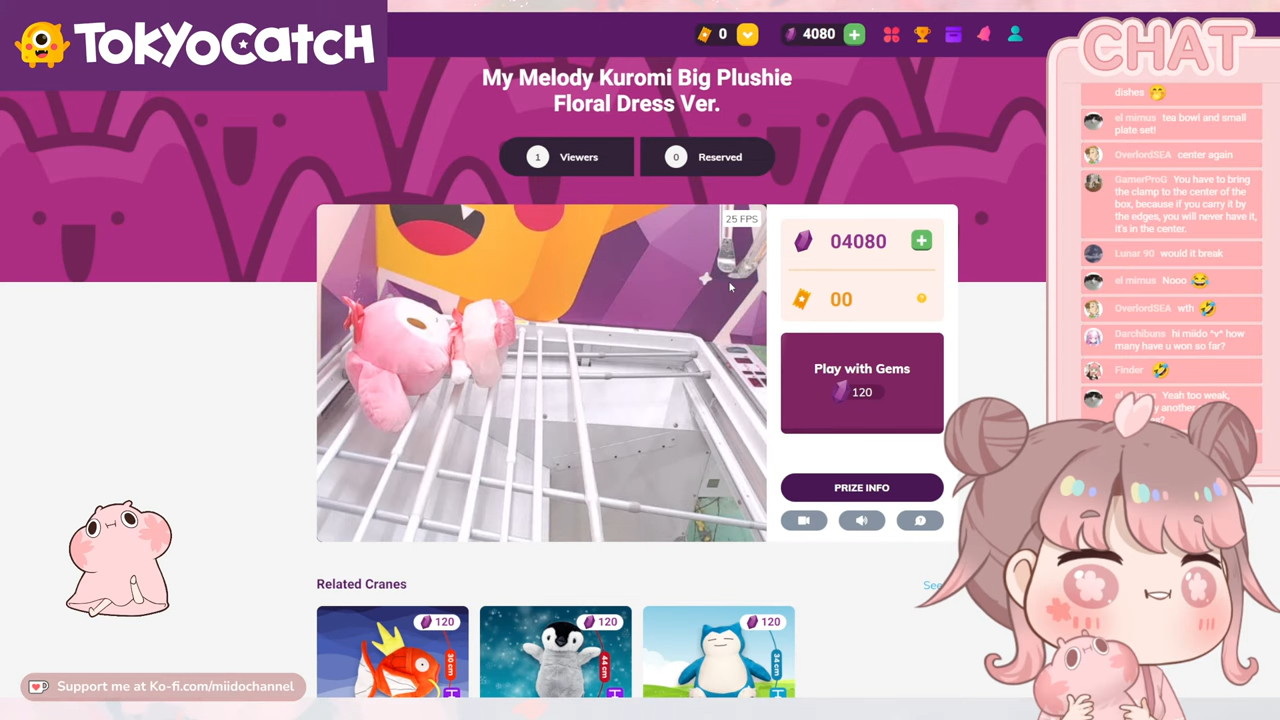 TOKYOCATCH
0
4080
CHAT
My Melody Kuromi Big Plushie
Floral Dress Ver.
1 Viewers
0 Reserved
25 FPS
04080
00
Play with Gems
120
PRIZE INFO
Related Cranes
See
120
30 cm
120
44 cm
120
34 cm
dishes
el mimus tea bowl and small
plate set!
OverlordSEA center again
GamerProG You have to bring
the clamp to the center of the
box, because if you carry it by
the edges, you will never have it,
it's in the center.
Lunar 90 would it break
el mimus Nooo
OverlordSEA wth
Darchibuns hi miido ^v^ how
many have u won so far?
Finder
Yeah too weak,
another
Support me at Ko-fi.com/miidochannel